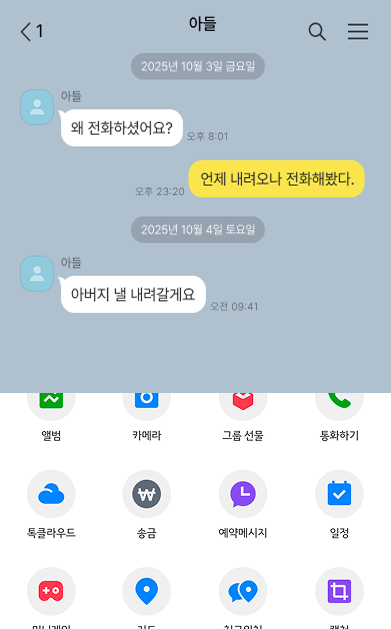 1
아들
2025년 10월 3일 금요일
아들
왜 전화하셨어요?
오후 8:01
언제 내려오나 전화해봤다.
오후 23:20
2025년 10월 4일 토요일
아들
아버지 낼 내려갈게요
오전 09:41
앨범
카메라
그룹 선물
통화하기
톡클라우드
송금
예약메시지
일정